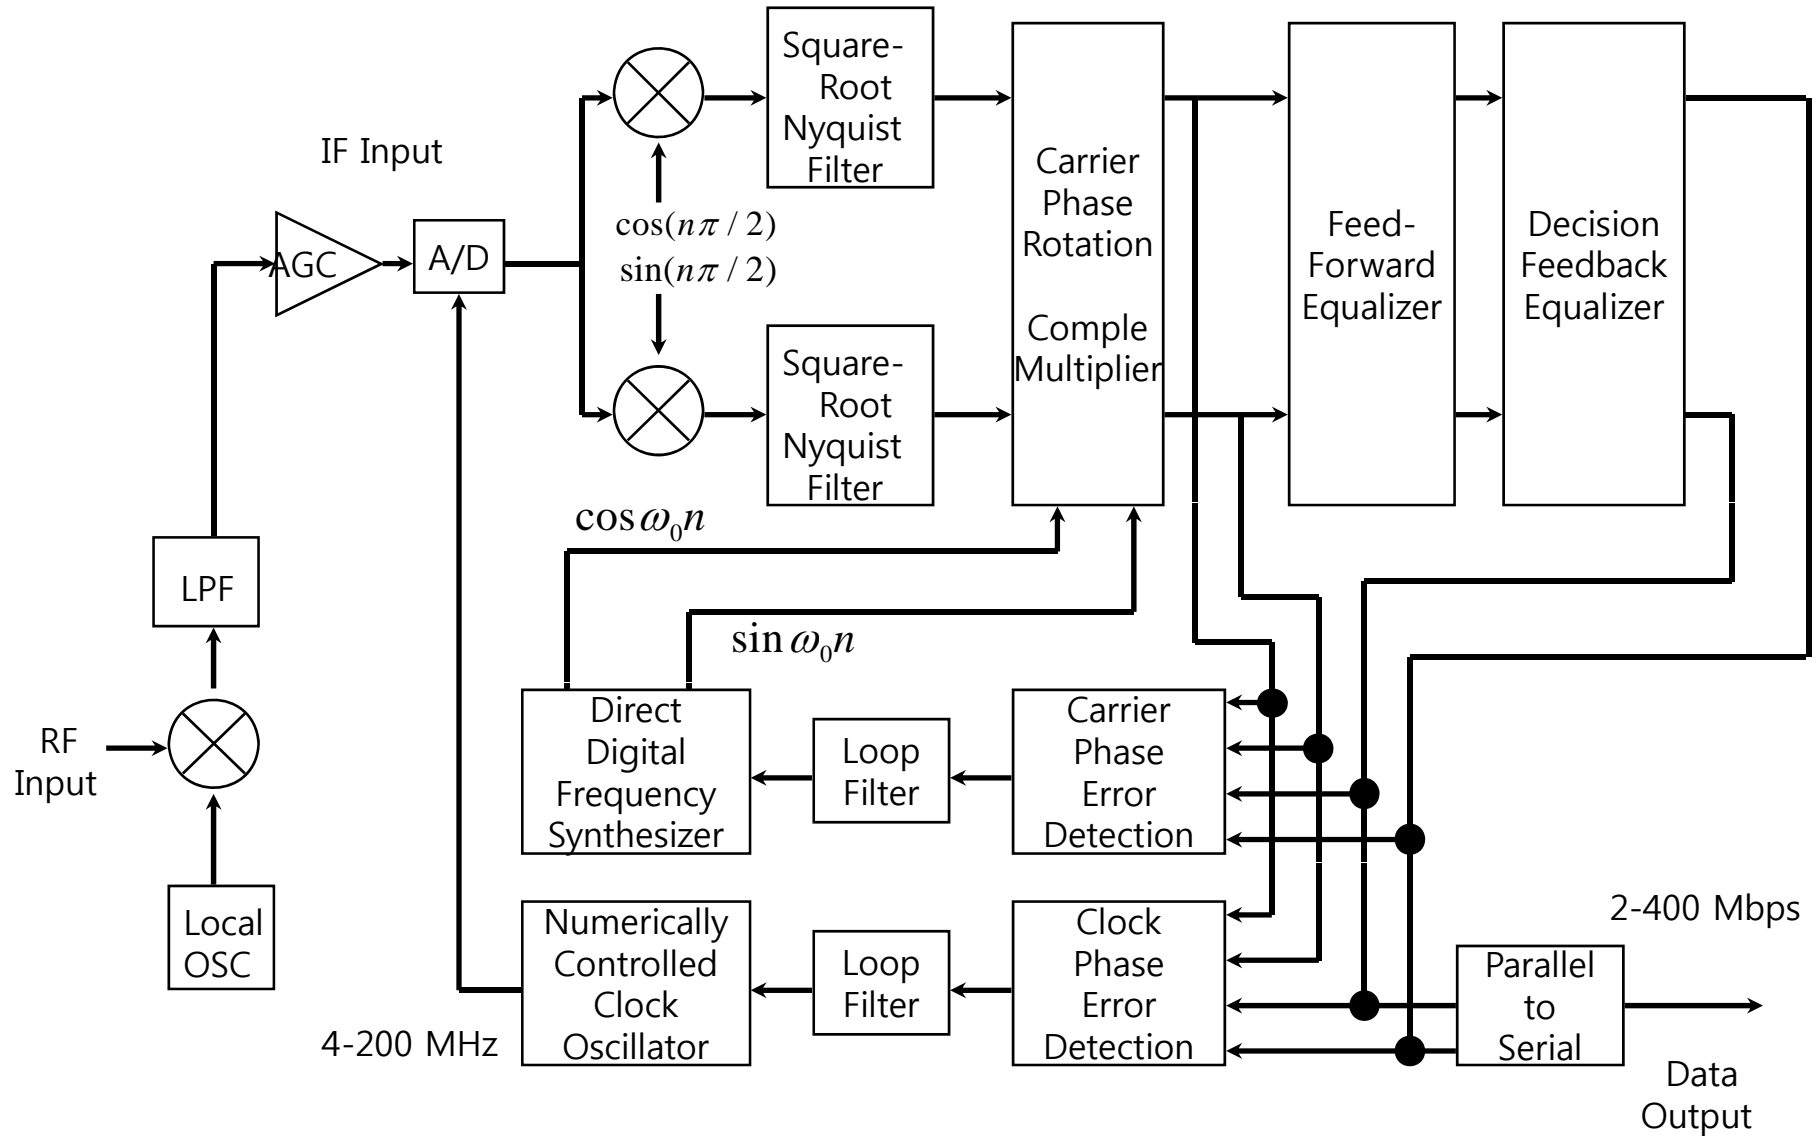 IF Input
AGC
A/D
cos(nπ / 2)
sin(nπ / 2)
Square-
Root
Nyquist
Filter
Square-
Root
Nyquist
Filter
Carrier
Phase
Rotation
Comple
Multiplier
Feed-
Forward
Equalizer
Decision
Feedback
Equalizer
cos ω₀n
sin ω₀n
LPF
RF
Input
Local
OSC
Direct
Digital
Frequency
Synthesizer
Loop
Filter
Carrier
Phase
Error
Detection
Numerically
Controlled
Clock
Oscillator
4-200 MHz
Loop
Filter
Clock
Phase
Error
Detection
2-400 Mbps
Parallel
to
Serial
Data
Output